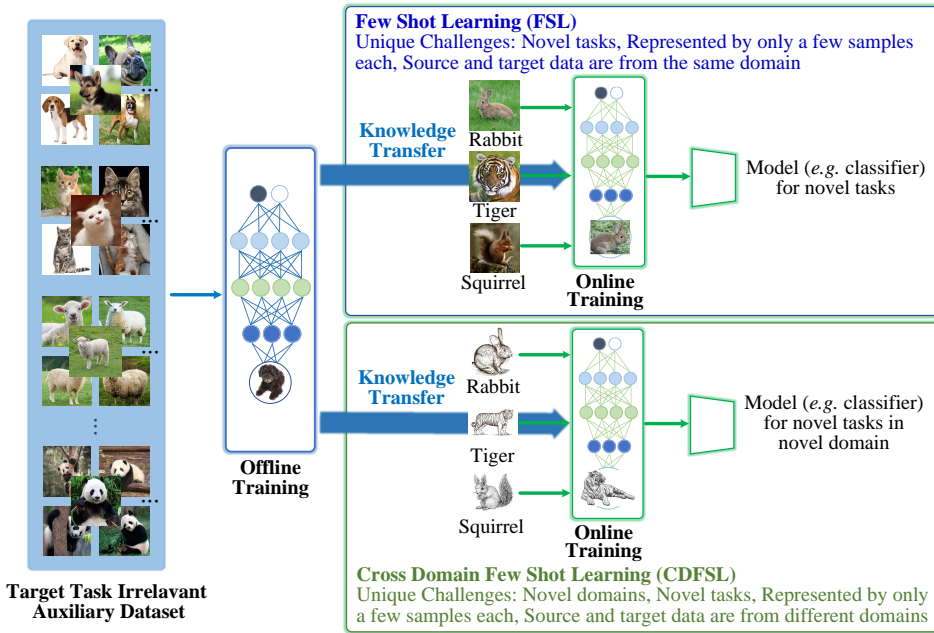 Few Shot Learning (FSL)
Unique Challenges: Novel tasks, Represented by only a few samples
each, Source and target data are from the same domain
Knowledge
Transfer
Rabbit
Tiger
Squirrel
Online
Training
Model (e.g. classifier)
for novel tasks
Offline
Training
Target Task Irrelavant
Auxiliary Dataset
Knowledge
Transfer
Rabbit
Tiger
Squirrel
Online
Training
Model (e.g. classifier)
for novel tasks in
novel domain
Cross Domain Few Shot Learning (CDFSL)
Unique Challenges: Novel domains, Novel tasks, Represented by only
a few samples each, Source and target data are from different domains